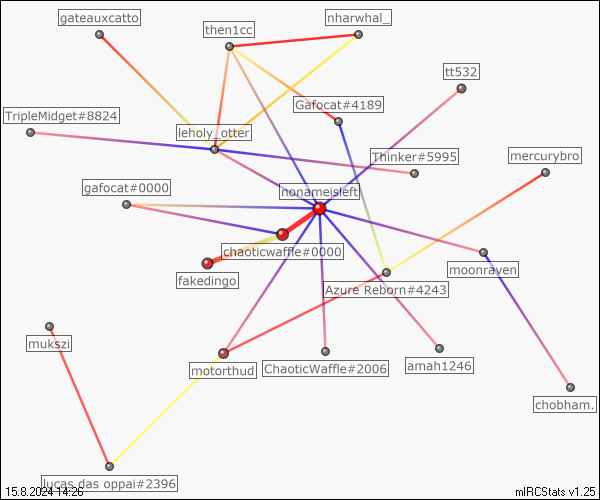 gateauxcatto
nharwhal_
then1cc
tt532
Gafocat#4189
TripleMidget#8824
leholy_otter
Thinker#5995
mercurybro
gafocat#0000
nonameisleft
chaoticwaffle#0000
moonraven
fakedingo
Azure Reborn#4243
mukszi
motorthud
ChaoticWaffle#2006
amah1246
chobham.
lucas das oppai#2396
15.8.2024 14:26
mIRCStats v1.25